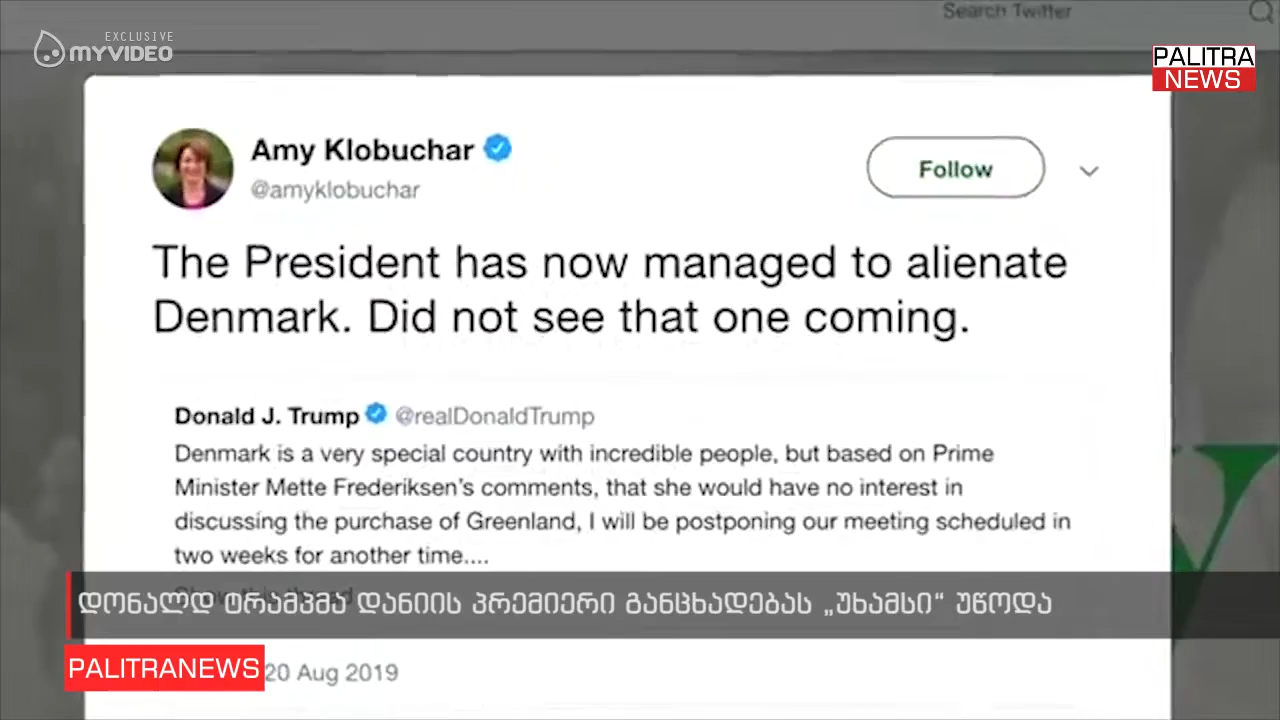 Search Twitter
EXCLUSIVE
MYVIDEO
PALITRA
NEWS
Amy Klobuchar
@amyklobuchar
Follow
The President has now managed to alienate
Denmark. Did not see that one coming.
Donald J. Trump @realDonaldTrump
Denmark is a very special country with incredible people, but based on Prime
Minister Mette Frederiksen's comments, that she would have no interest in
discussing the purchase of Greenland, I will be postponing our meeting scheduled in
two weeks for another time....
Show this thread
დონალდ ტრამპმა დანიის პრემიერი განცხადებას „უხამსი“ უწოდა
PALITRANEWS
20 Aug 2019